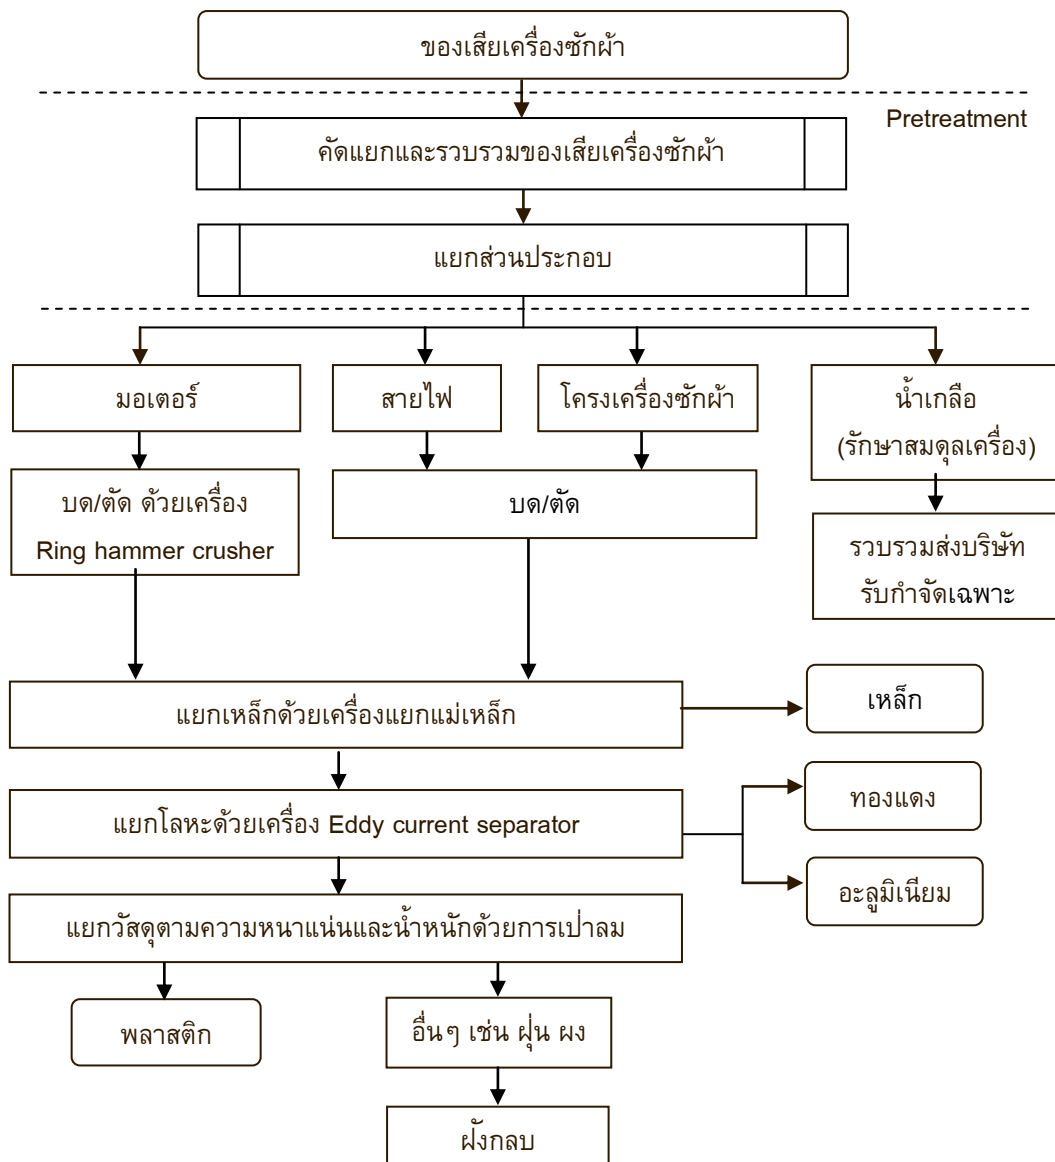 ของเสียเครื่องซักผ้า
Pretreatment
คัดแยกและรวบรวมของเสียเครื่องซักผ้า
แยกส่วนประกอบ
มอเตอร์
สายไฟ
โครงเครื่องซักผ้า
น้ำเกลือ
(รักษาสมดุลเครื่อง)
บด/ตัด ด้วยเครื่อง
Ring hammer crusher
บด/ตัด
รวบรวมส่งบริษัท
รับกำจัดเฉพาะ
แยกเหล็กด้วยเครื่องแยกแม่เหล็ก
เหล็ก
แยกโลหะด้วยเครื่อง Eddy current separator
ทองแดง
อะลูมิเนียม
แยกวัสดุตามความหนาแน่นและน้ำหนักด้วยการเป่าลม
พลาสติก
อื่นๆ เช่น ฝุ่น ผง
ฝังกลบ